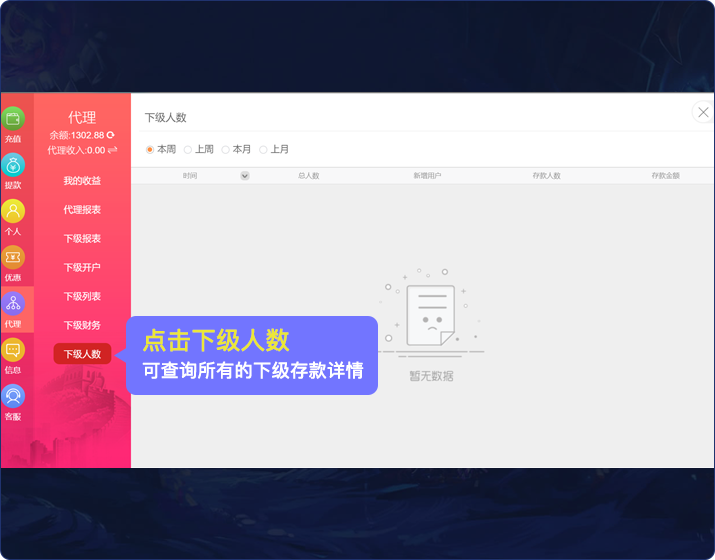 充值
提款
个人
优惠
代理
信息
客服
代理
余额:1302.88
代理收入:0.00
我的收益
代理报表
下级报表
下级开户
下级列表
下级财务
下级人数
下级人数
本周 上周 本月 上月
时间 总人数 新增用户 存款人数 存款金额
暂无数据
点击下级人数
可查询所有的下级存款详情